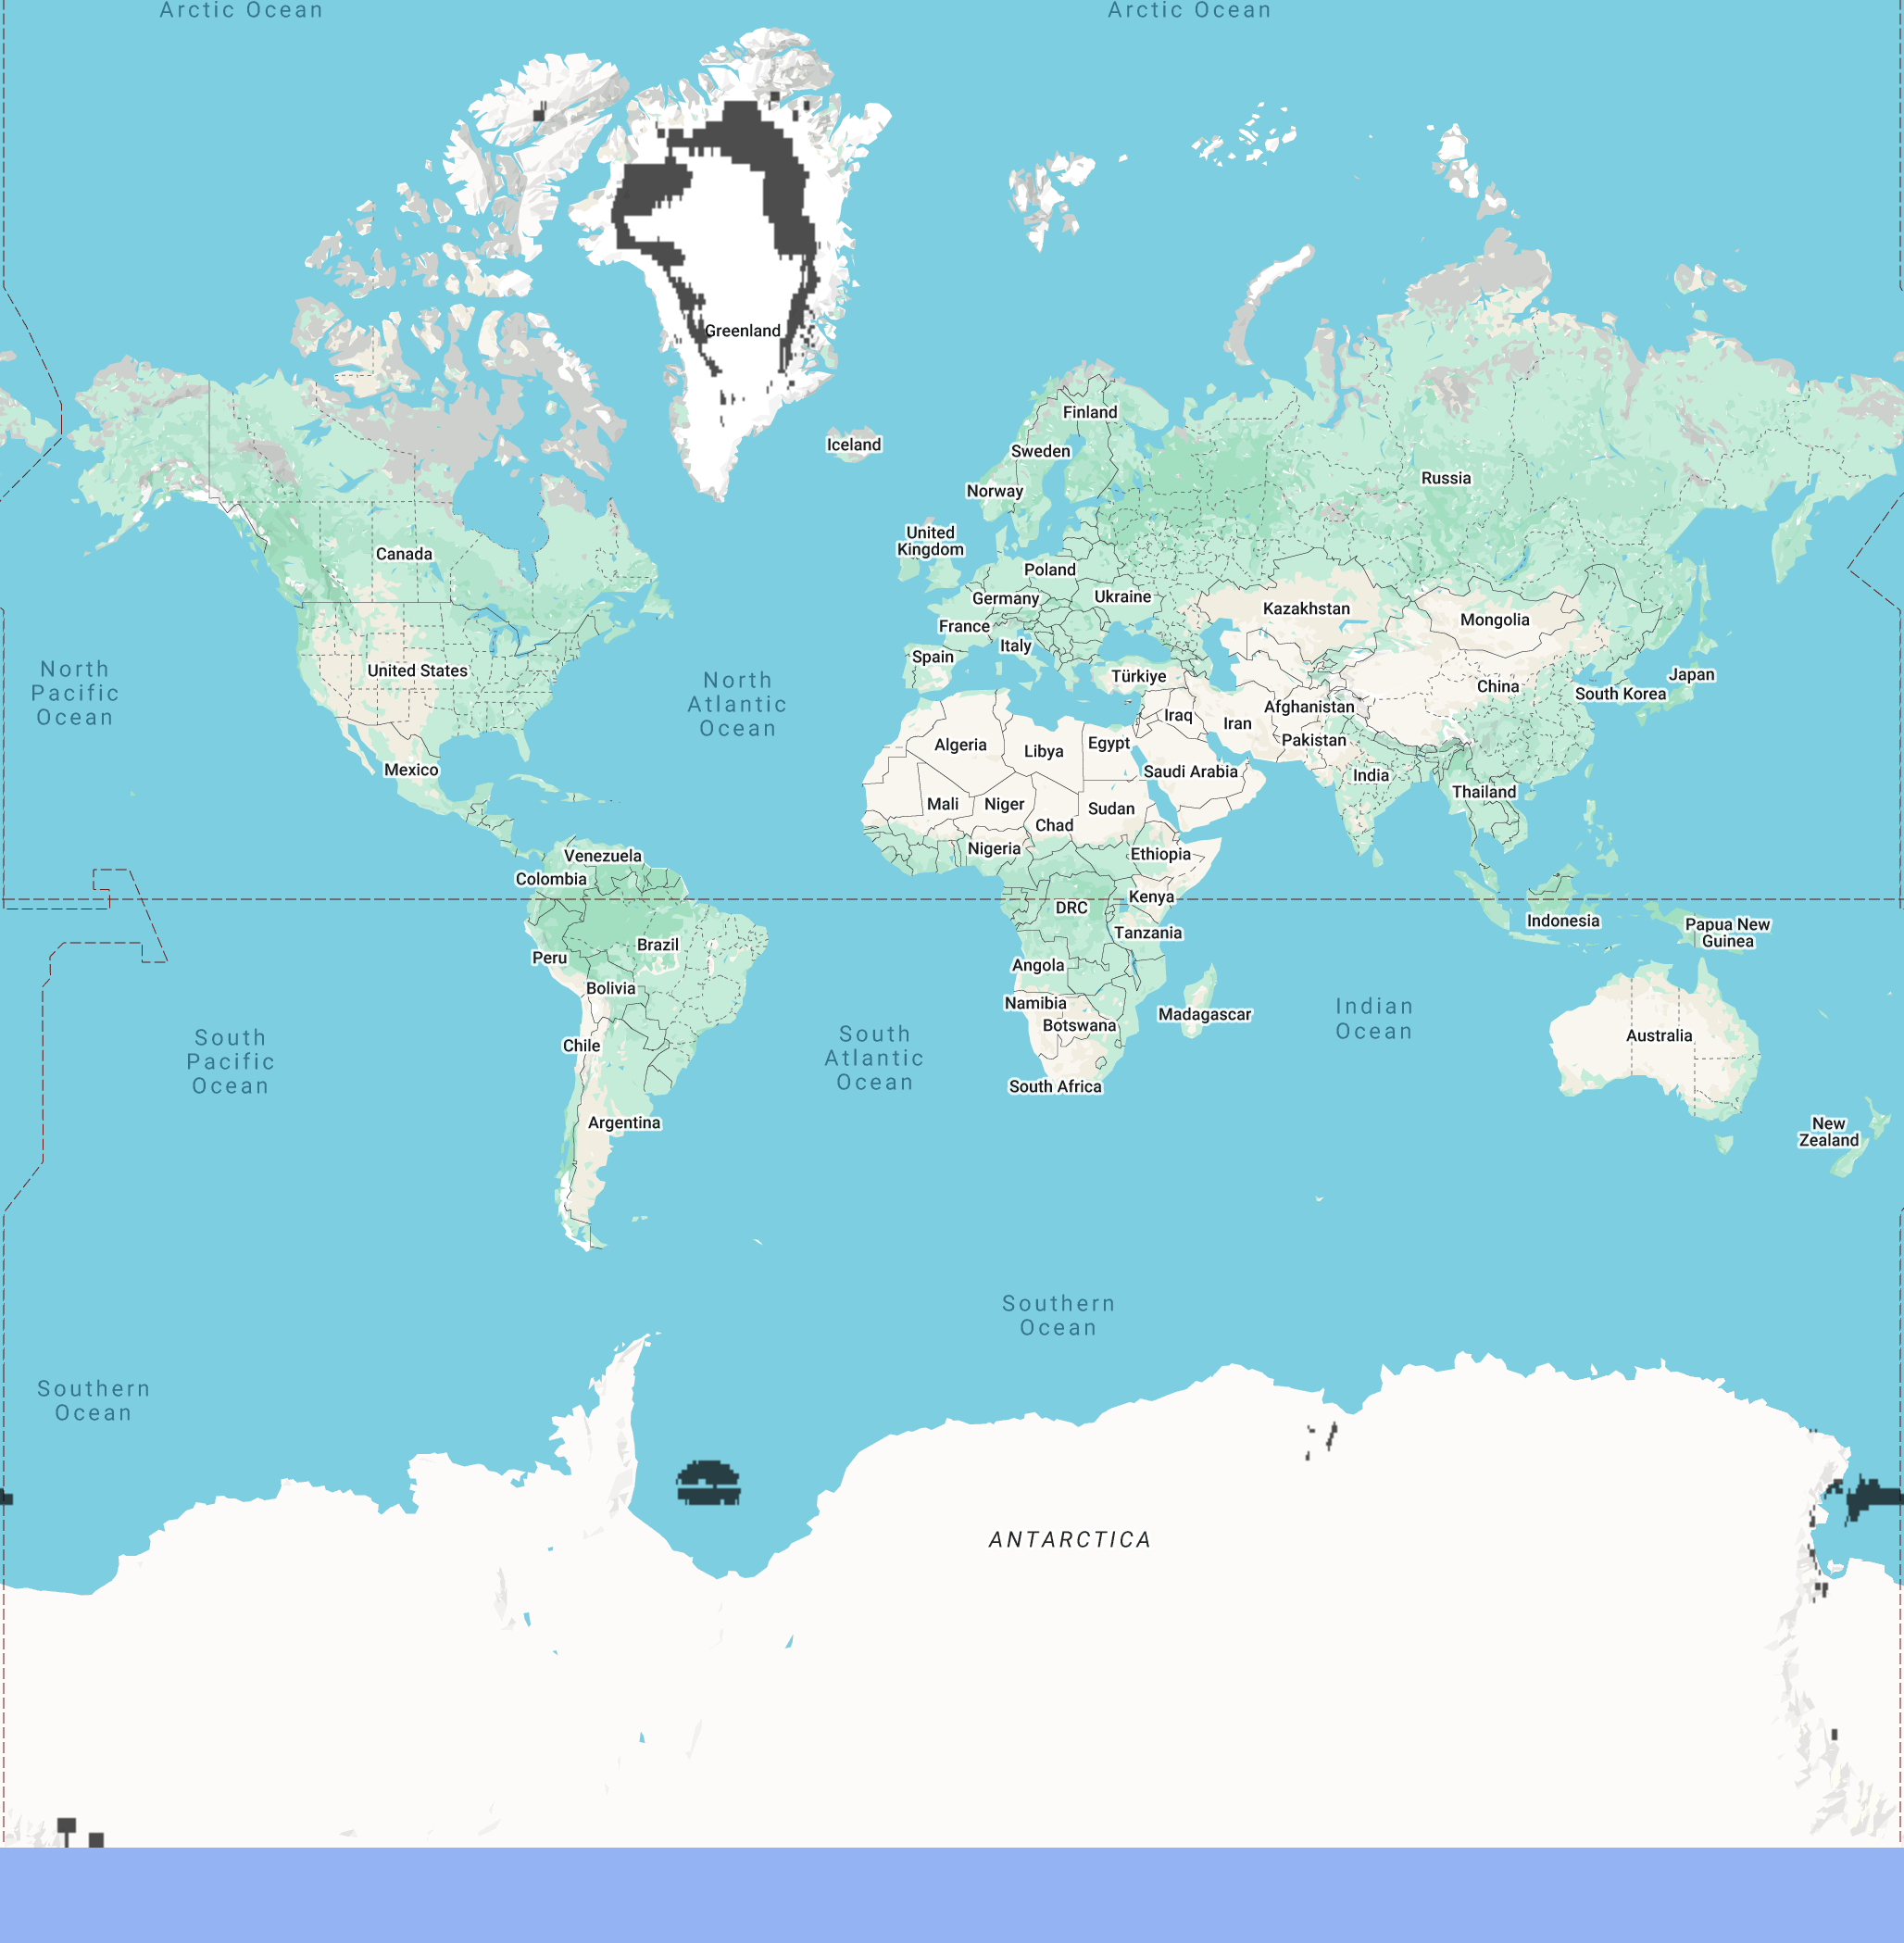 Arctic Ocean
Arctic Ocean
Greenland
Finland
Iceland
Sweden
Russia
Norway
United
Kingdom
Canada
Poland
Germany
Ukraine
Kazakhstan
Mongolia
France
Italy
Spain
United States
Türkiye
Japan
China
South Korea
North
Pacific
Ocean
North
Atlantic
Ocean
Afghanistan
Iraq
Iran
Algeria
Libya
Egypt
Pakistan
Mexico
Saudi Arabia
India
Thailand
Mali
Niger
Sudan
Chad
Nigeria
Ethiopia
Venezuela
Colombia
Kenya
DRC
Indonesia
Papua New
Guinea
Tanzania
Brazil
Peru
Angola
Bolivia
Namibia
Madagascar
Indian
Ocean
Botswana
Australia
Chile
South
Pacific
Ocean
South
Atlantic
Ocean
South Africa
Argentina
New
Zealand
Southern
Ocean
Southern
Ocean
ANTARCTICA